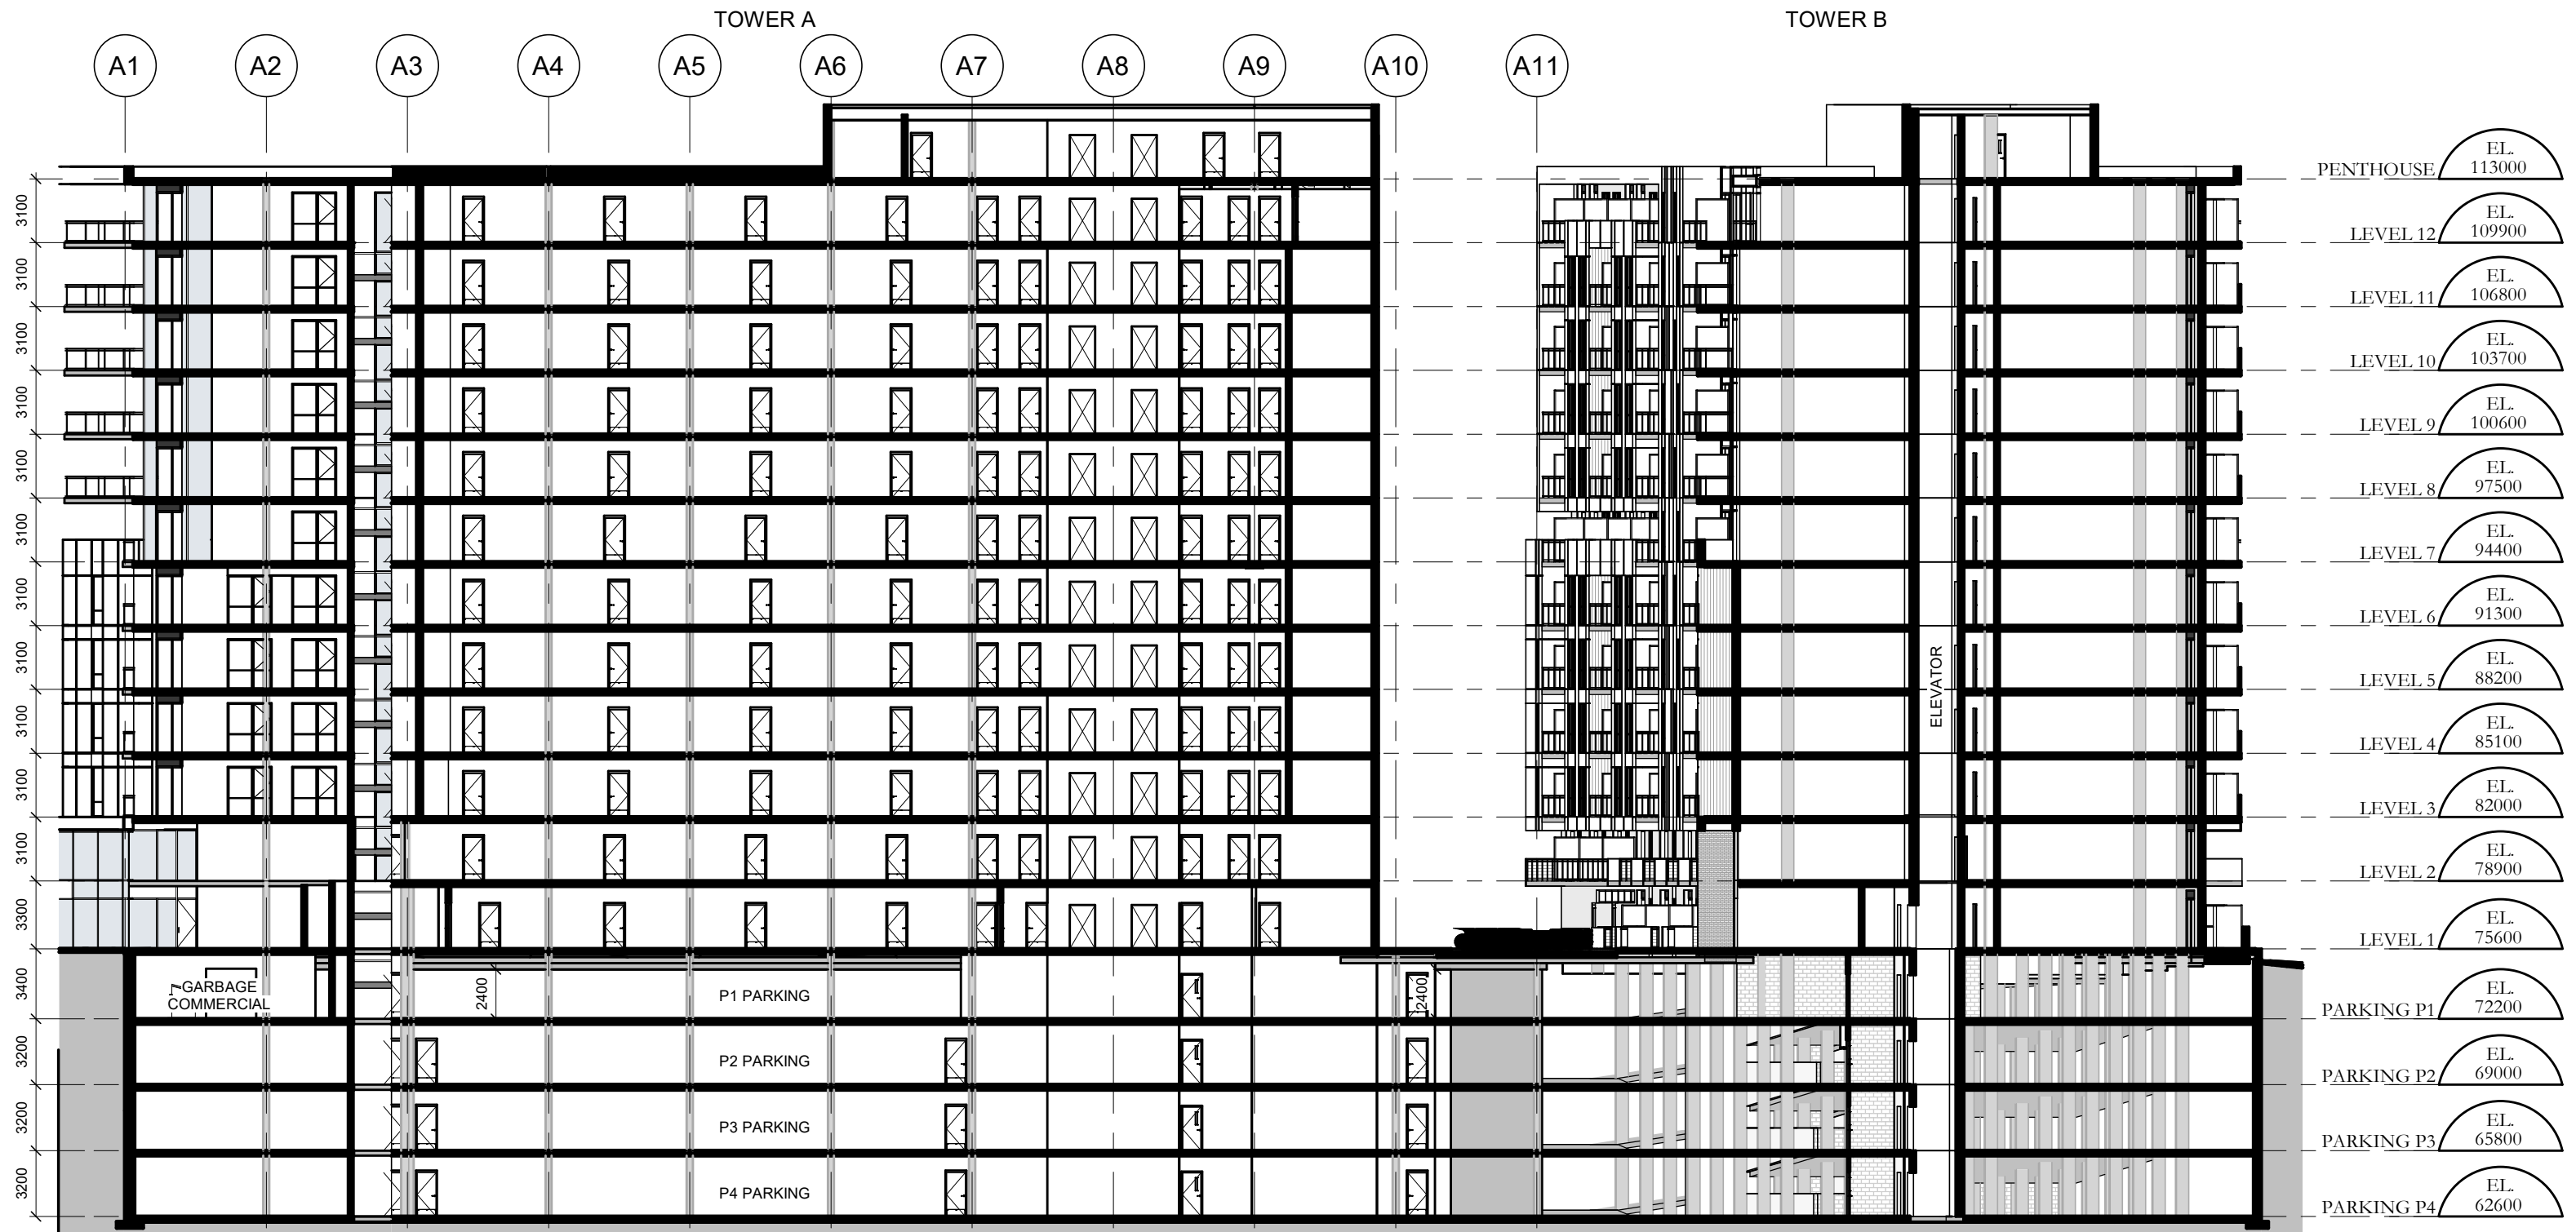 TOWER A
TOWER B
A1
A2
A3
A4
A5
A6
A7
A8
A9
A10
A11
PENTHOUSE
EL.
113000
3100
LEVEL 12
EL.
109900
3100
LEVEL 11
EL.
106800
3100
LEVEL 10
EL.
103700
3100
LEVEL 9
EL.
100600
3100
LEVEL 8
EL.
97500
3100
LEVEL 7
EL.
94400
3100
LEVEL 6
EL.
91300
3100
ELEVATOR
LEVEL 5
EL.
88200
3100
LEVEL 4
EL.
85100
3100
LEVEL 3
EL.
82000
3100
LEVEL 2
EL.
78900
3300
LEVEL 1
EL.
75600
3400
GARBAGE
COMMERCIAL
2400
P1 PARKING
2400
PARKING P1
EL.
72200
3200
P2 PARKING
PARKING P2
EL.
69000
3200
P3 PARKING
PARKING P3
EL.
65800
3200
P4 PARKING
PARKING P4
EL.
62600